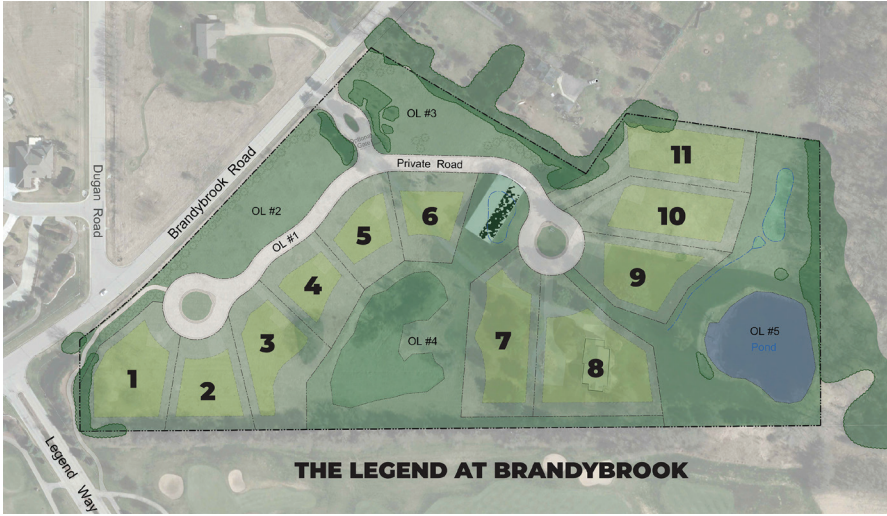 OL #3
Private Road
11
Dugan Road
Brandybrook Road
OL #2
OL #1
6
10
5
4
9
3
OL #4
7
OL #5
Pond
8
1
2
Legend Way
THE LEGEND AT BRANDYBROOK